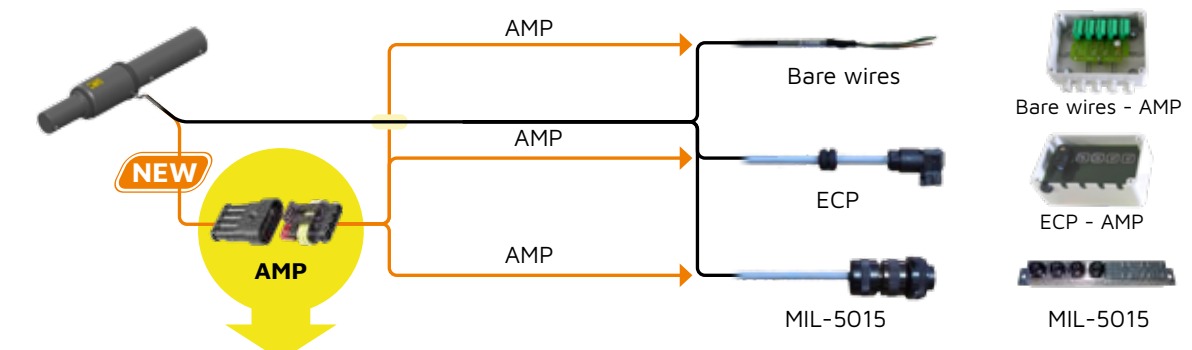 AMP
Bare wires
Bare wires - AMP
AMP
NEW
ECP
ECP - AMP
AMP
AMP
MIL-5015
MIL-5015